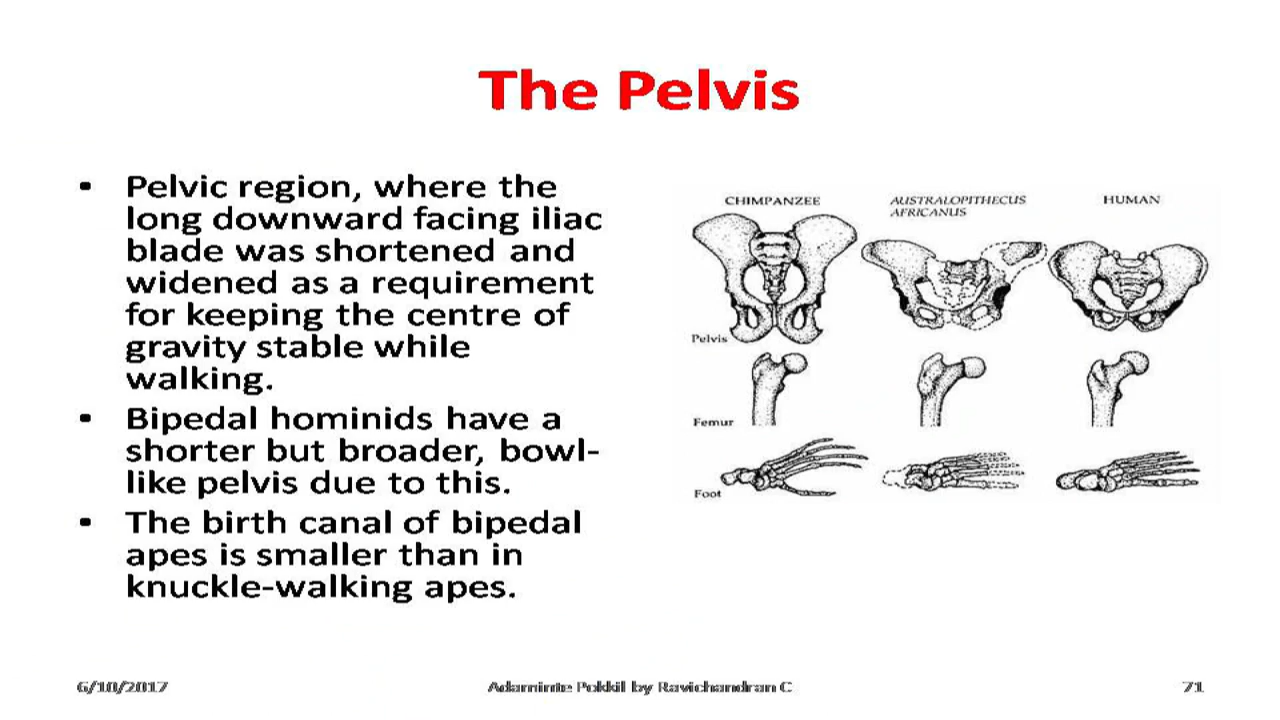 The Pelvis
• Pelvic region, where the
long downward facing iliac
blade was shortened and
widened as a requirement
for keeping the centre of
gravity stable while
walking.
• Bipedal hominids have a
shorter but broader, bowl-
like pelvis due to this.
• The birth canal of bipedal
apes is smaller than in
knuckle-walking apes.
CHIMPANZEE
AUSTRALOPITHECUS
AFRICANUS
HUMAN
Pelvis
Femur
Foot
6/10/2017
Adaminte Pokkil by Ravichandran C
71